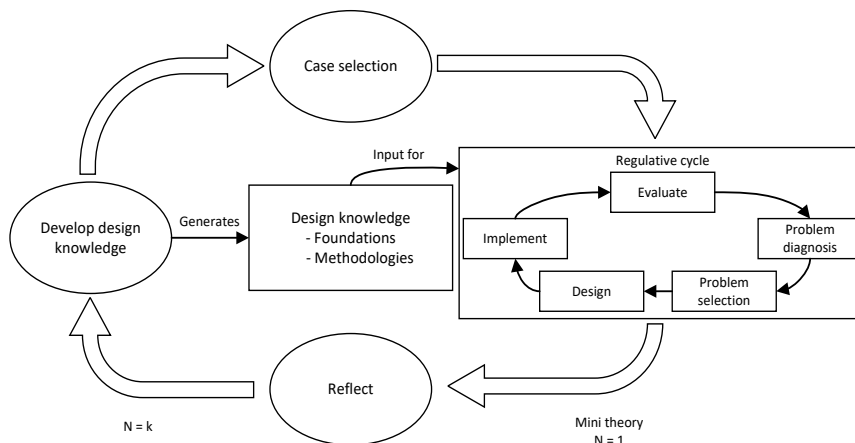 Case selection
Input for
Regulative cycle
Evaluate
Develop design
knowledge
Generates
Design knowledge
- Foundations
- Methodologies
Implement
Problem
diagnosis
Design
Problem
selection
Reflect
N = k
Mini theory
N = 1